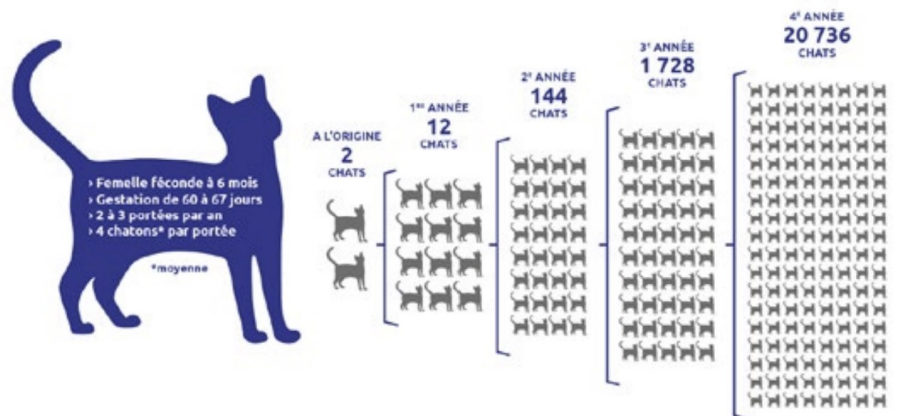 › Femelle féconde à 6 mois
› Gestation de 60 à 67 jours
› 2 à 3 portées par an
› 4 chatons* par portée
*moyenne
A L'ORIGINE
2
CHATS
1re ANNÉE
12
CHATS
2e ANNÉE
144
CHATS
3e ANNÉE
1 728
CHATS
4e ANNÉE
20 736
CHATS